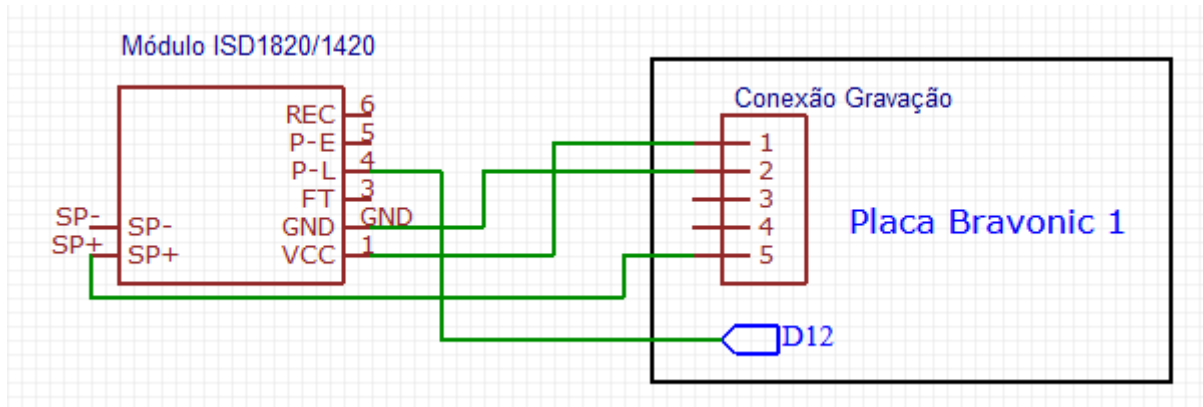 Módulo ISD1820/1420
REC 6
P-E 5
P-L 4
FT 3
GND GND
VCC 1
SP- SP-
SP+ SP+
Conexão Gravação
1
2
3
4
5
Placa Bravonic 1
D12